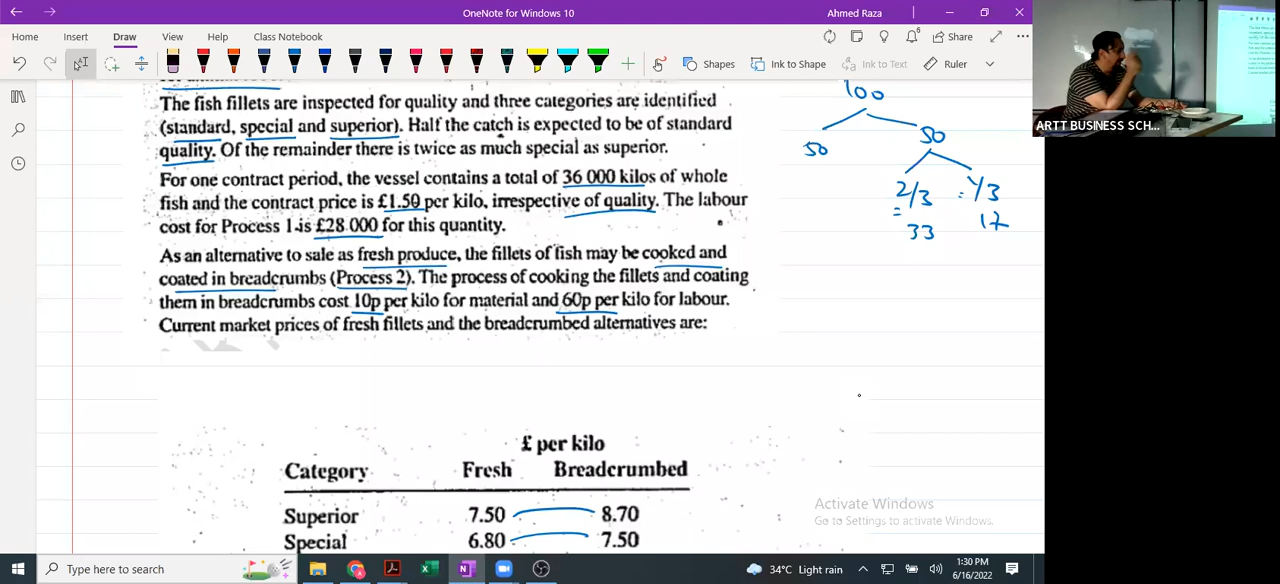 OneNote for Windows 10
Ahmed Raza
Home Insert Draw View Help Class Notebook
Share
Shapes Ink to Shape Ink to Text Ruler
The fish fillets are inspected for quality and three categories are identified
(standard, special and superior). Half the catch is expected to be of standard
quality. Of the remainder there is twice as much special as superior.
For one contract period, the vessel contains a total of 36 000 kilos of whole
fish and the contract price is £1.50 per kilo, irrespective of quality. The labour
cost for Process 1 is £28 000 for this quantity.
As an alternative to sale as fresh produce, the fillets of fish may be cooked and
coated in breadcrumbs (Process 2). The process of cooking the fillets and coating
them in breadcrumbs cost 10p per kilo for material and 60p per kilo for labour.
Current market prices of fresh fillets and the breadcrumbed alternatives are:
£ per kilo
Category Fresh Breadcrumbed
Superior 7.50 8.70
Special 6.80 7.50
100
50 50
2/3 = 1/3
= 33 17
ARTT BUSINESS SCH...
Activate Windows
Go to Settings to activate Windows.
Type here to search
34°C Light rain
1:30 PM
6/16/2022